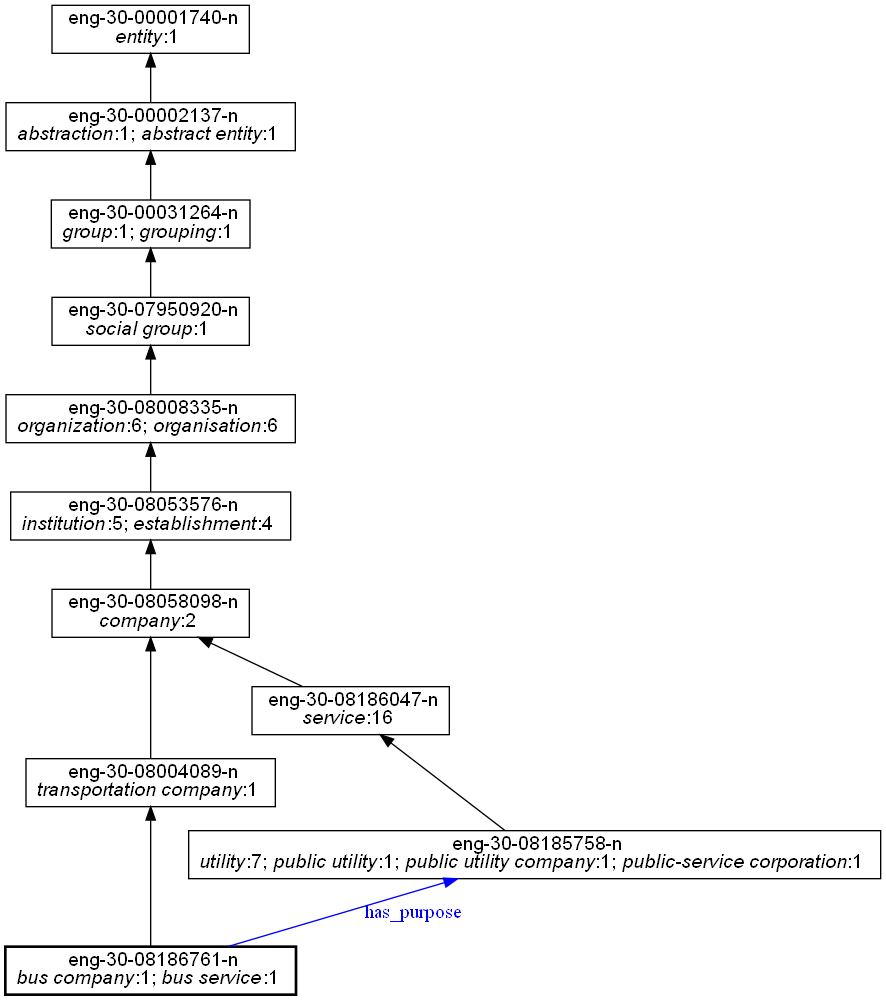 eng-30-00001740-n
entity:1
eng-30-00002137-n
abstraction:1; abstract entity:1
eng-30-00031264-n
group:1; grouping:1
eng-30-07950920-n
social group:1
eng-30-08008335-n
organization:6; organisation:6
eng-30-08053576-n
institution:5; establishment:4
eng-30-08058098-n
company:2
eng-30-08186047-n
service:16
eng-30-08004089-n
transportation company:1
eng-30-08185758-n
utility:7; public utility:1; public utility company:1; public-service corporation:1
has_purpose
eng-30-08186761-n
bus company:1; bus service:1